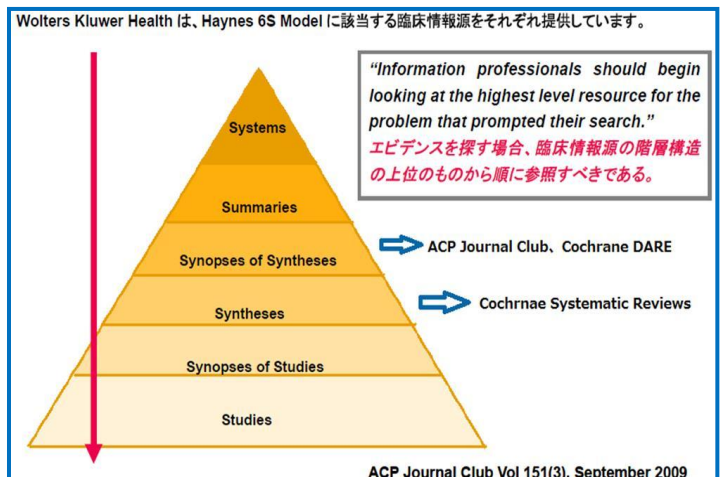 Wolters Kluwer Health は、Haynes 6S Model に該当する臨床情報源をそれぞれ提供しています。
“Information professionals should begin
looking at the highest level resource for the
problem that prompted their search.”
エビデンスを探す場合、臨床情報源の階層構造
の上位のものから順に参照すべきである。
Systems
Summaries
Synopses of Syntheses
ACP Journal Club、Cochrane DARE
Syntheses
Cochrnae Systematic Reviews
Synopses of Studies
Studies
ACP Journal Club Vol 151(3). September 2009